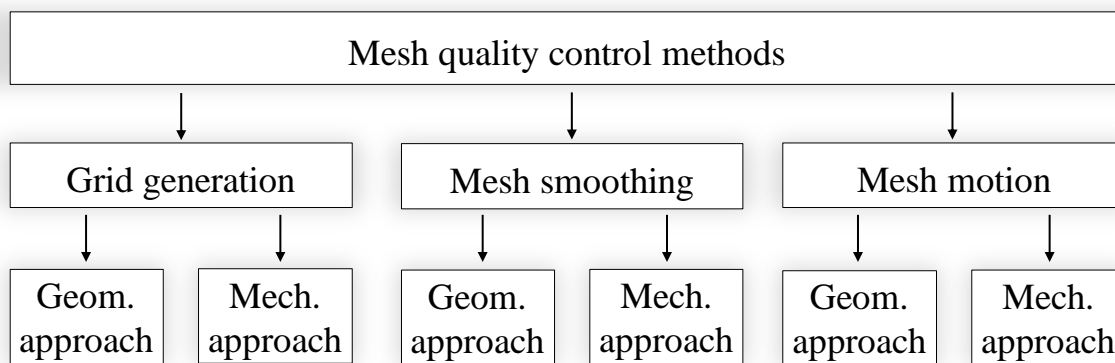 Mesh quality control methods
Grid generation
Mesh smoothing
Mesh motion
Geom.
approach
Mech.
approach
Geom.
approach
Mech.
approach
Geom.
approach
Mech.
approach